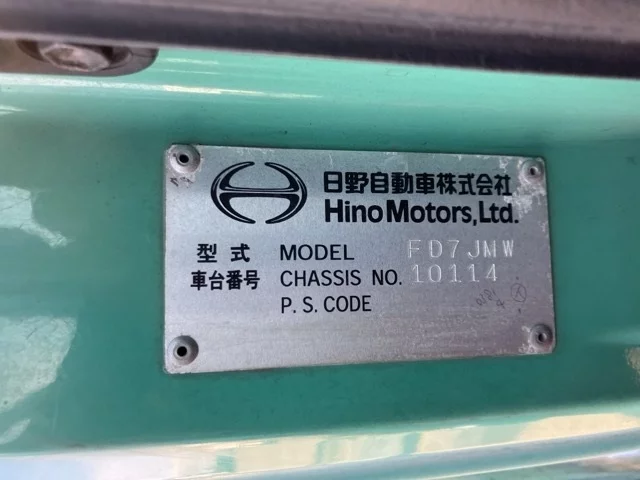 日野自動車株式会社
Hino Motors, Ltd.
型式 MODEL FD7JMW
車台番号 CHASSIS NO. 10114
P.S.CODE